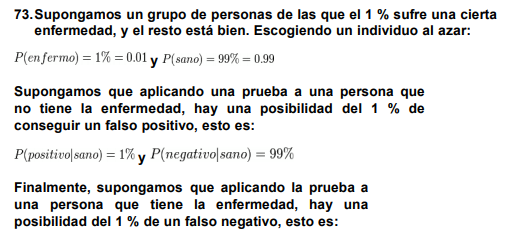 73.Supongamos un grupo de personas de las que el 1 % sufre una cierta
enfermedad, y el resto está bien. Escogiendo un individuo al azar:
P(enfermo) = 1% = 0.01 y P(sano) = 99% = 0.99
Supongamos que aplicando una prueba a una persona que
no tiene la enfermedad, hay una posibilidad del 1 % de
conseguir un falso positivo, esto es:
P(positivo|sano) = 1% y P(negativo|sano) = 99%
Finalmente, supongamos que aplicando la prueba a
una persona que tiene la enfermedad, hay una
posibilidad del 1 % de un falso negativo, esto es: